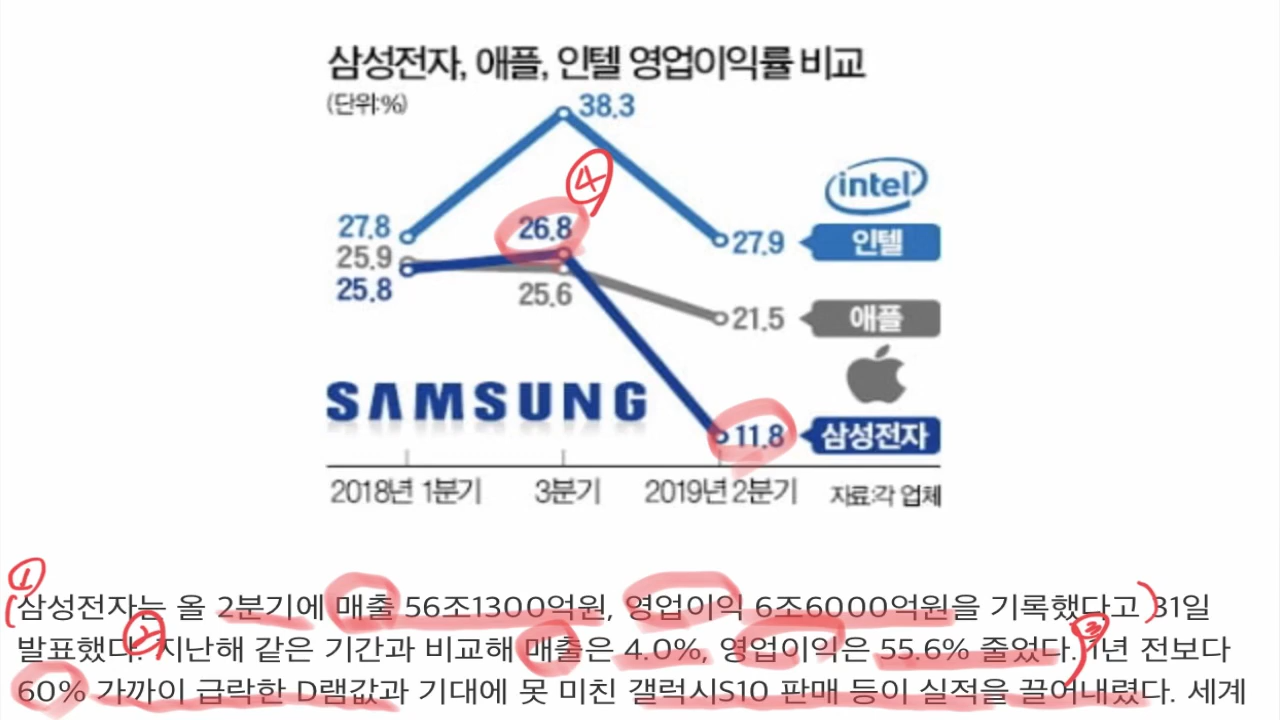 삼성전자, 애플, 인텔 영업이익률 비교
(단위:%)
38.3
④
intel
27.8
26.8
27.9
인텔
25.9
25.8
25.6
21.5
애플
SAMSUNG
11.8
삼성전자
2018년 1분기
3분기
2019년 2분기
자료:각 업체
①
(삼성전자는 올 2분기에 매출 56조1300억원, 영업이익 6조6000억원을 기록했다고) 31일
발표했다. ② 지난해 같은 기간과 비교해 매출은 4.0%, 영업이익은 55.6% 줄었다. ③ 1년 전보다
60% 가까이 급락한 D램값과 기대에 못 미친 갤럭시S10 판매 등이 실적을 끌어내렸다. 세계